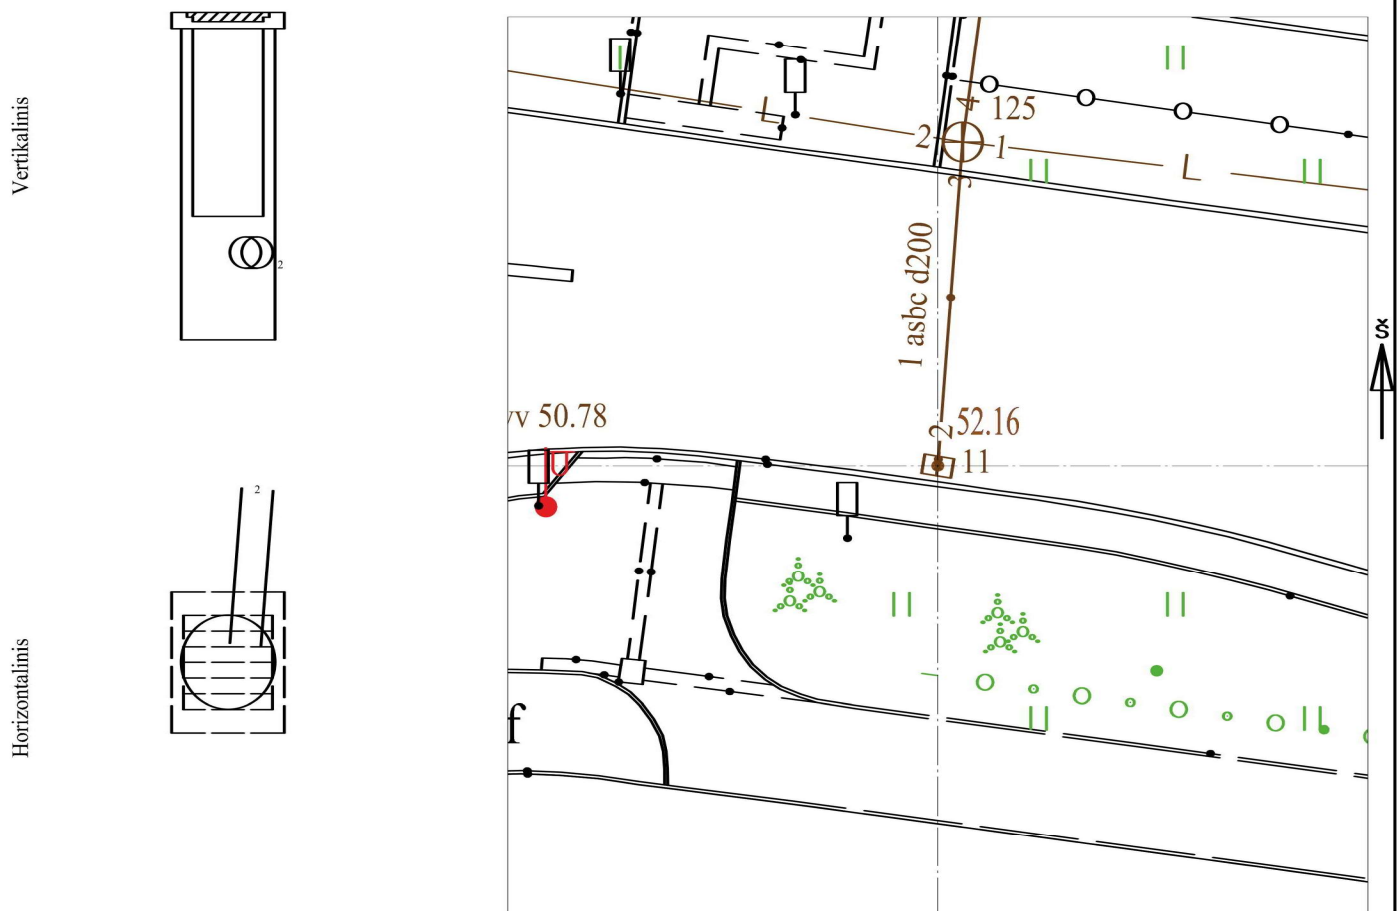 Vertikalinis
2
Horizontalinis
2
4
125
L
2
1
3
L
1 asbc d200
Š
vv 50.78
2
52.16
11
f